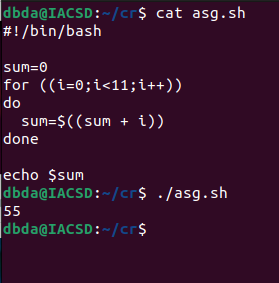 dbda@IACSD:~/cr$ cat asg.sh
#!/bin/bash

sum=0
for ((i=0;i<11;i++))
do
  sum=$((sum + i))
done

echo $sum
dbda@IACSD:~/cr$ ./asg.sh
55
dbda@IACSD:~/cr$